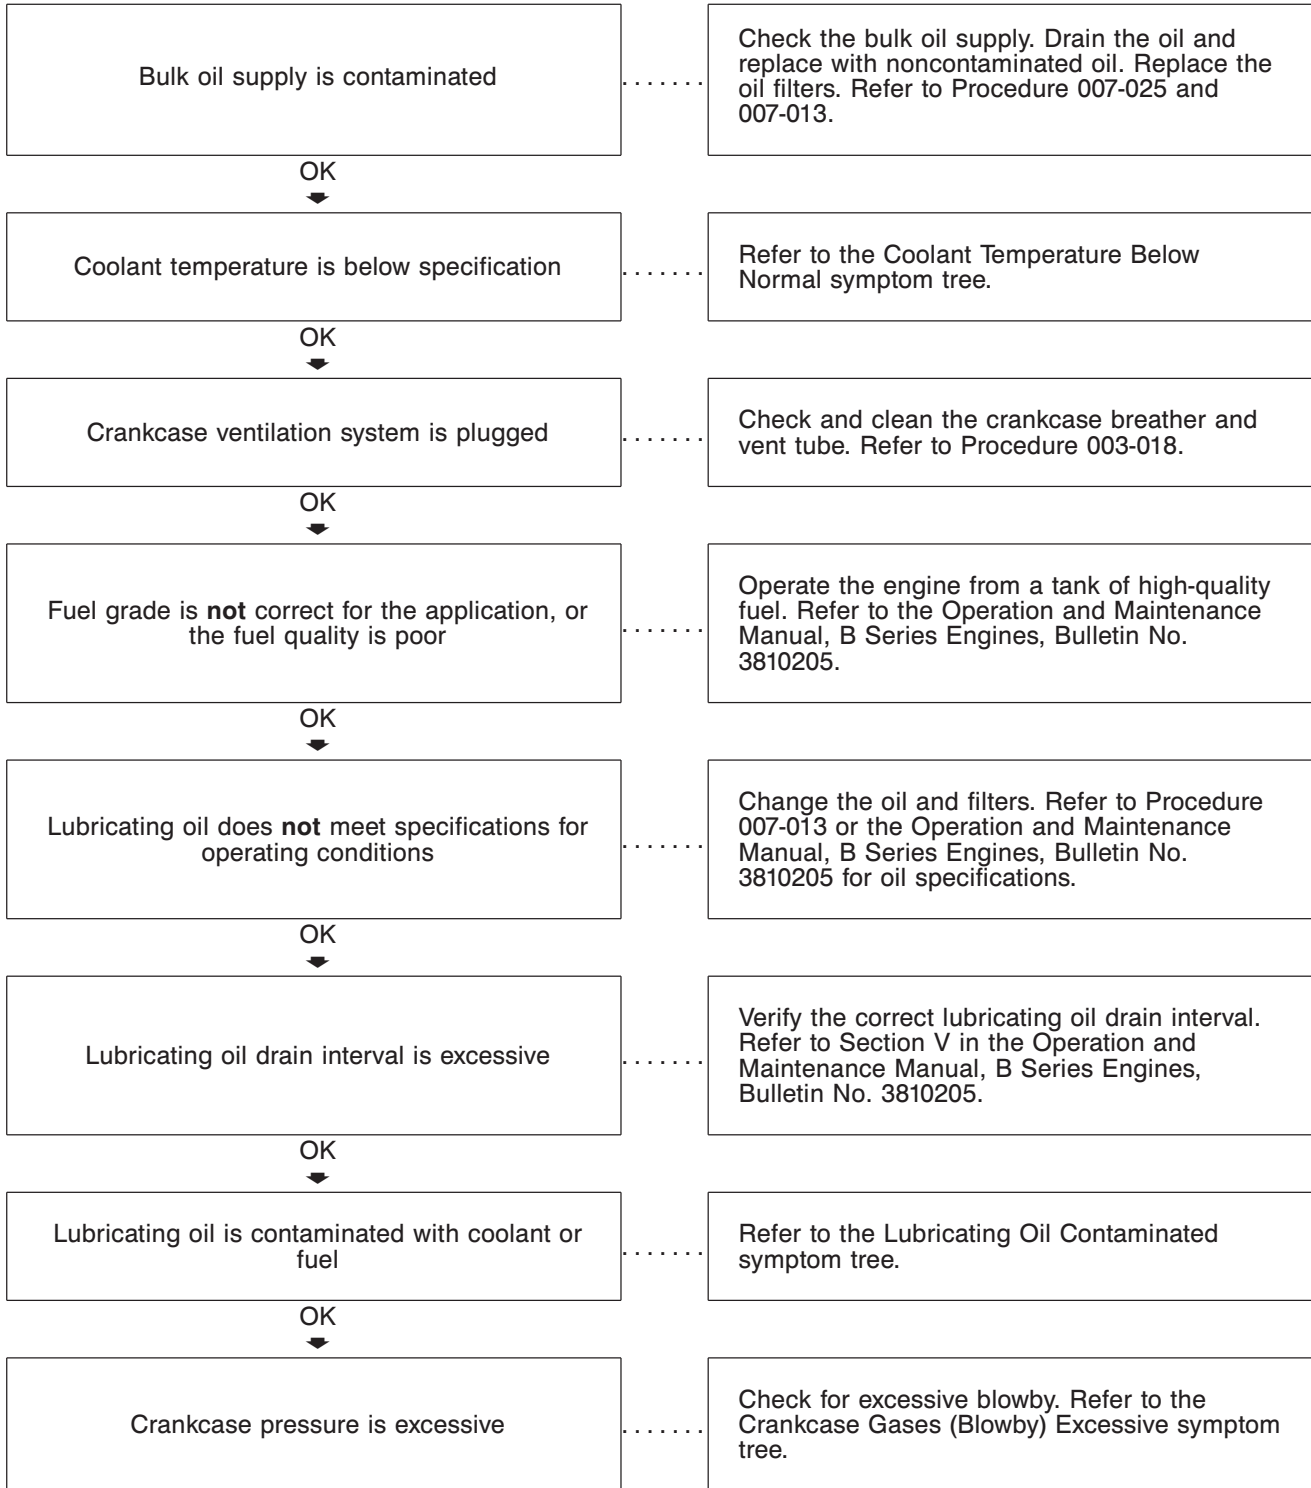 Bulk oil supply is contaminated
.......
Check the bulk oil supply. Drain the oil and
replace with noncontaminated oil. Replace the
oil filters. Refer to Procedure 007-025 and
007-013.
OK
Coolant temperature is below specification
.......
Refer to the Coolant Temperature Below
Normal symptom tree.
OK
Crankcase ventilation system is plugged
.......
Check and clean the crankcase breather and
vent tube. Refer to Procedure 003-018.
OK
Fuel grade is not correct for the application, or
the fuel quality is poor
.......
Operate the engine from a tank of high-quality
fuel. Refer to the Operation and Maintenance
Manual, B Series Engines, Bulletin No.
3810205.
OK
Lubricating oil does not meet specifications for
operating conditions
.......
Change the oil and filters. Refer to Procedure
007-013 or the Operation and Maintenance
Manual, B Series Engines, Bulletin No.
3810205 for oil specifications.
OK
Lubricating oil drain interval is excessive
.......
Verify the correct lubricating oil drain interval.
Refer to Section V in the Operation and
Maintenance Manual, B Series Engines,
Bulletin No. 3810205.
OK
Lubricating oil is contaminated with coolant or
fuel
.......
Refer to the Lubricating Oil Contaminated
symptom tree.
OK
Crankcase pressure is excessive
.......
Check for excessive blowby. Refer to the
Crankcase Gases (Blowby) Excessive symptom
tree.